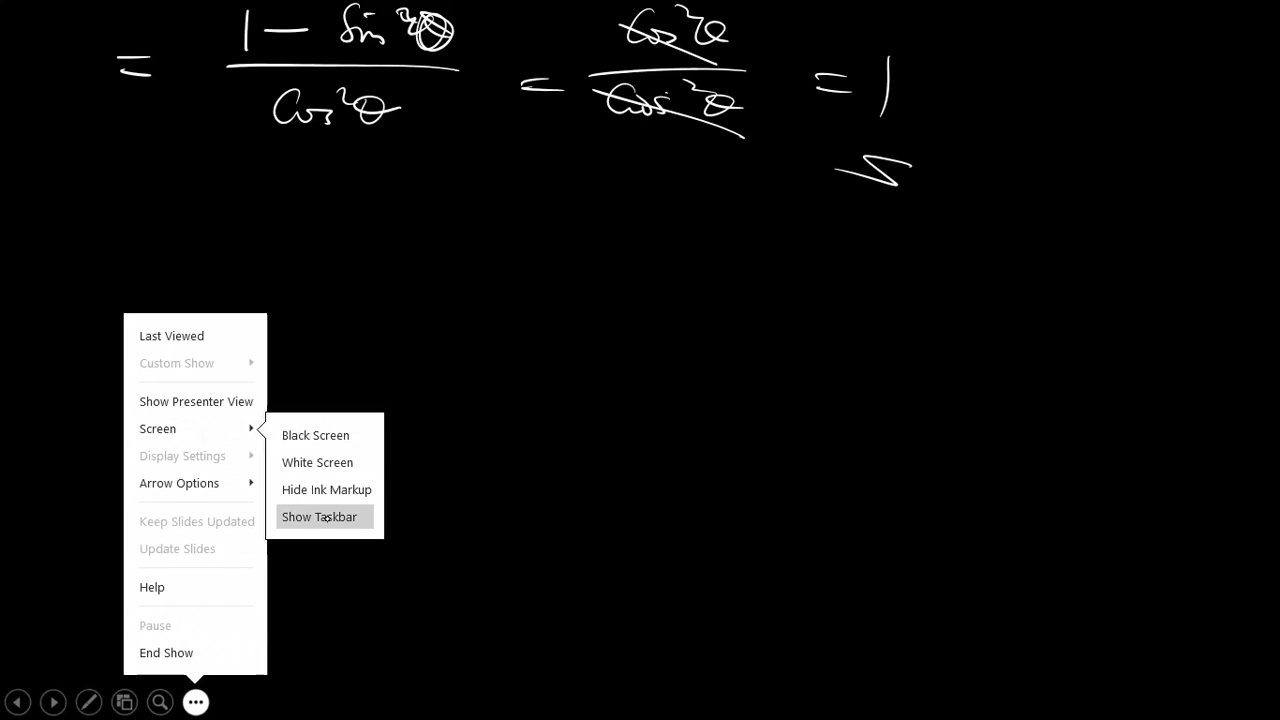 = (1 - Sin²θ)/(Cos²θ) = (Cos²θ)/(Cos²θ) = 1
Last Viewed
Custom Show
Show Presenter View
Screen
Display Settings
Arrow Options
Keep Slides Updated
Update Slides
Help
Pause
End Show
Black Screen
White Screen
Hide Ink Markup
Show Taskbar